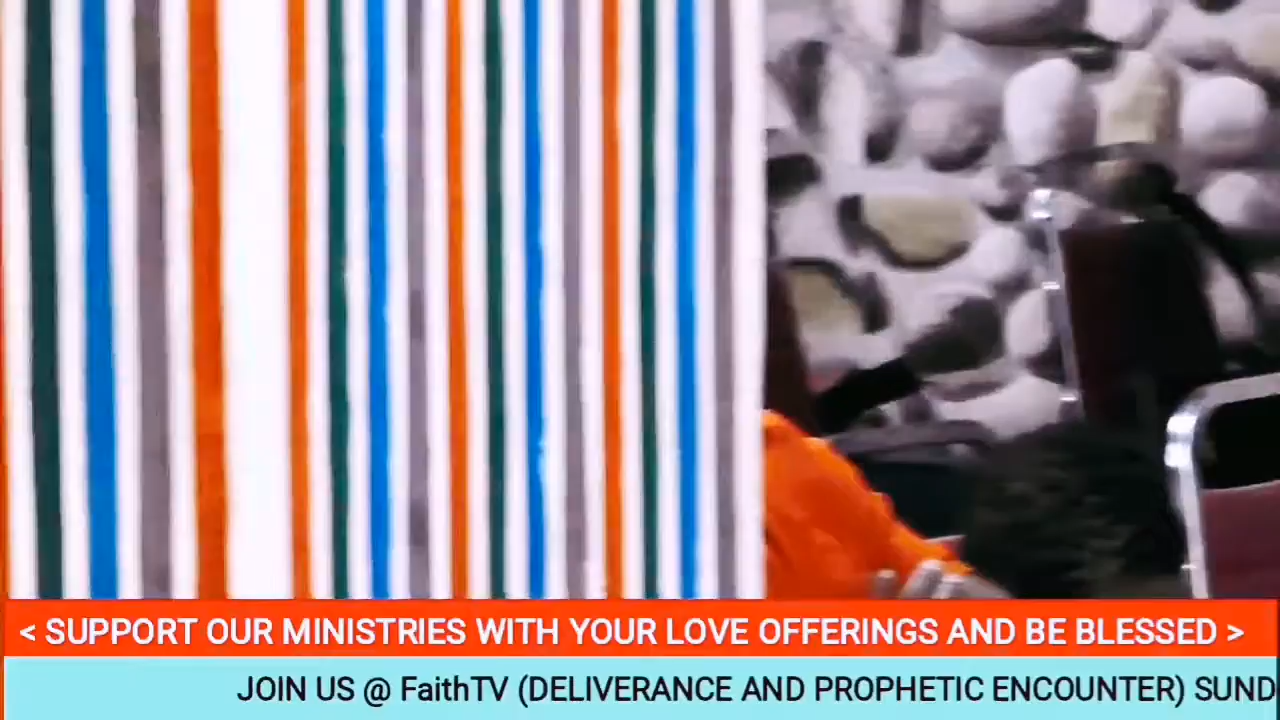 < SUPPORT OUR MINISTRIES WITH YOUR LOVE OFFERINGS AND BE BLESSED >
JOIN US @ FaithTV (DELIVERANCE AND PROPHETIC ENCOUNTER) SUND